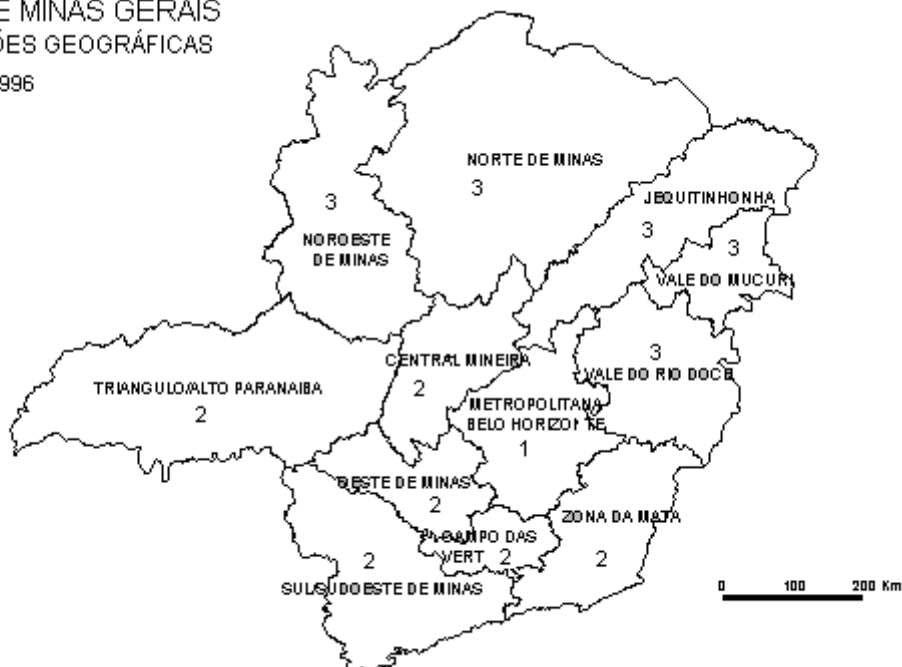 E MINAS GERAIS
ÕES GEOGRÁFICAS
996
NORTE DE MINAS
3
JEQUITINHONHA
3
3
NOROESTE
DE MINAS
3
VALE DO MUCURI
CENTRAL MINEIRA
2
3
VALE DO RIO DOCE
TRIANGULO/ALTO PARANAIBA
2
METROPOLITANA
BELO HORIZONTE
1
OESTE DE MINAS
2
ZONA DA MATA
2
CAMPO DAS
VERT
2
2
SUL/SUDOESTE DE MINAS
0 100 200 Km